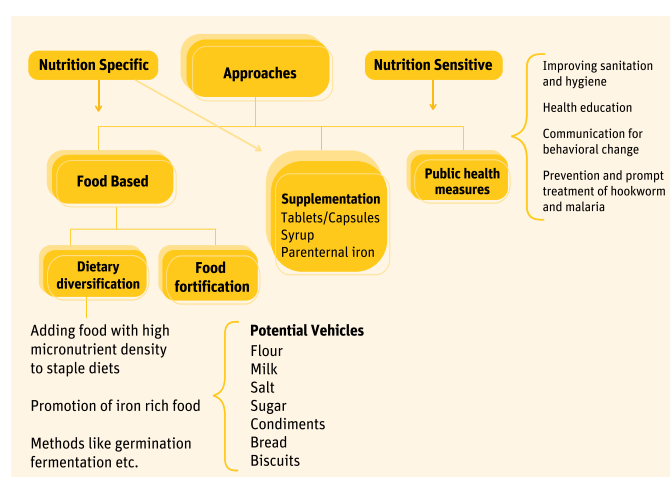 Nutrition Specific
Approaches
Nutrition Sensitive
Improving sanitation
and hygiene
Health education
Communication for
behavioral change
Prevention and prompt
treatment of hookworm
and malaria
Food Based
Supplementation
Tablets/Capsules
Syrup
Parenternal iron
Public health
measures
Dietary
diversification
Food
fortification
Adding food with high
micronutrient density
to staple diets
Promotion of iron rich food
Methods like germination
fermentation etc.
Potential Vehicles
Flour
Milk
Salt
Sugar
Condiments
Bread
Biscuits